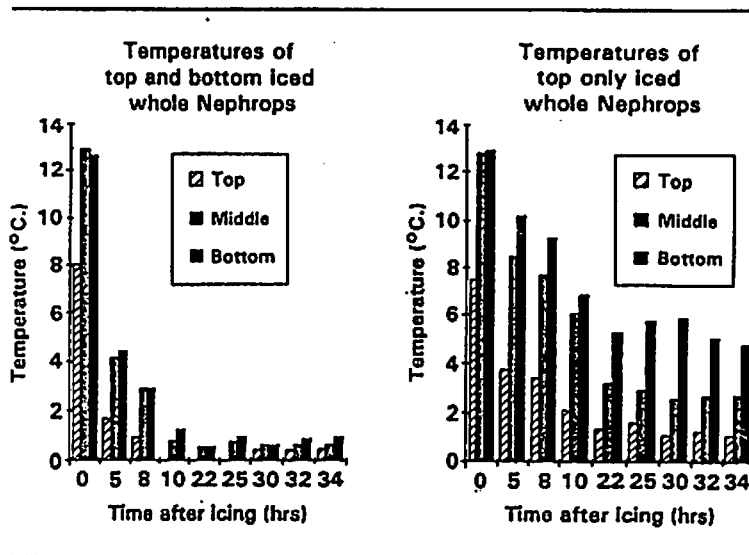 Temperatures of
top and bottom iced
whole Nephrops
14
12
10
8
6
4
2
0
Temperature (°C.)
Top
Middle
Bottom
0 5 8 10 22 25 30 32 34
Time after icing (hrs)
Temperatures of
top only iced
whole Nephrops
14
12
10
8
6
4
2
0
Temperature (°C.)
Top
Middle
Bottom
0 5 8 10 22 25 30 32 34
Time after icing (hrs)